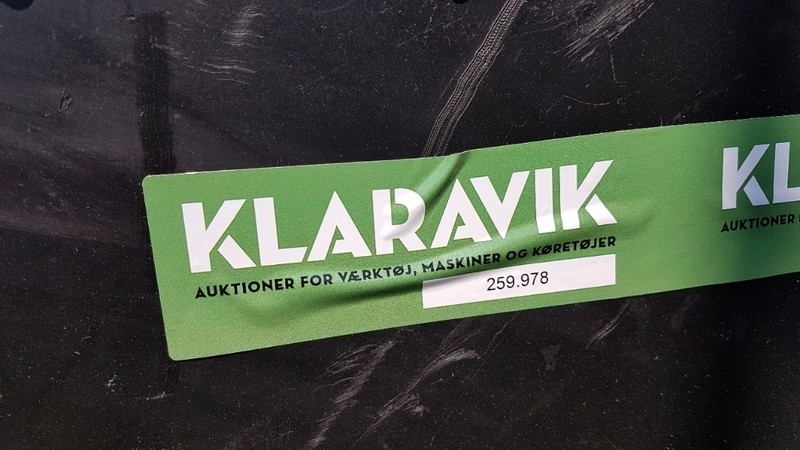 KLARAVIK
AUKTIONER FOR VÆRKTØJ, MASKINER OG KØRETØJER
259.978
KL
AUKTIONER